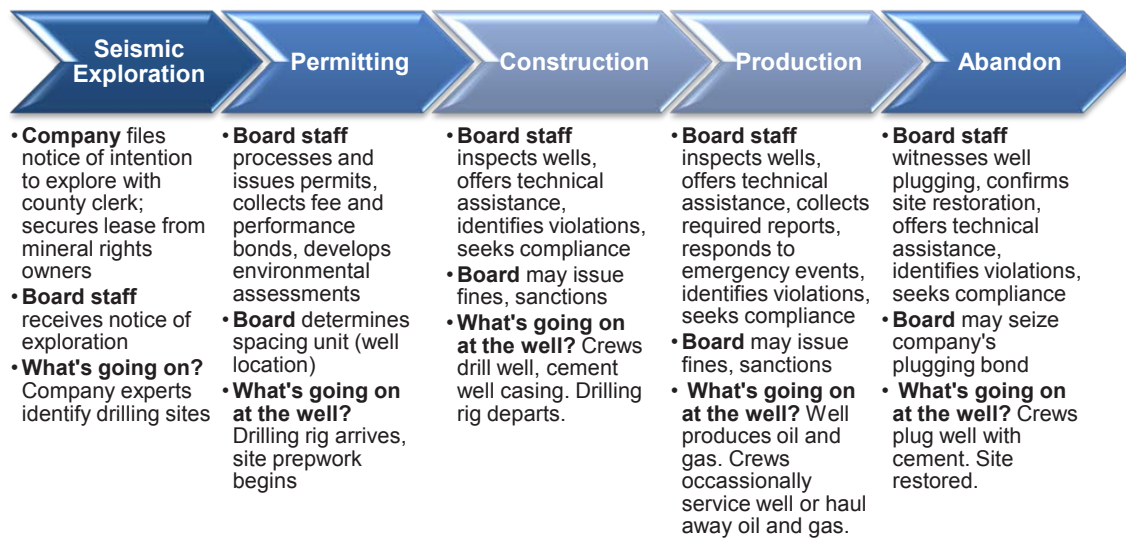 Seismic
Exploration
Permitting
Construction
Production
Abandon
• Company files
notice of intention
to explore with
county clerk;
secures lease from
mineral rights
owners
• Board staff
receives notice of
exploration
• What's going on?
Company experts
identify drilling sites
• Board staff
processes and
issues permits,
collects fee and
performance
bonds, develops
environmental
assessments
• Board determines
spacing unit (well
location)
• What's going on
at the well?
Drilling rig arrives,
site prepwork
begins
• Board staff
inspects wells,
offers technical
assistance,
identifies violations,
seeks compliance
• Board may issue
fines, sanctions
• What's going on
at the well? Crews
drill well, cement
well casing. Drilling
rig departs.
• Board staff
inspects wells,
offers technical
assistance, collects
required reports,
responds to
emergency events,
identifies violations,
seeks compliance
• Board may issue
fines, sanctions
• What's going on
at the well? Well
produces oil and
gas. Crews
occassionally
service well or haul
away oil and gas.
• Board staff
witnesses well
plugging, confirms
site restoration,
offers technical
assistance,
identifies violations,
seeks compliance
• Board may seize
company's
plugging bond
• What's going on
at the well? Crews
plug well with
cement. Site
restored.